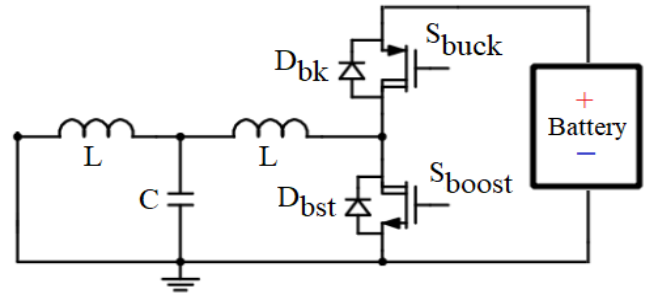 S_buck
D_bk
+
Battery
−
L
L
C
D_bst
S_boost